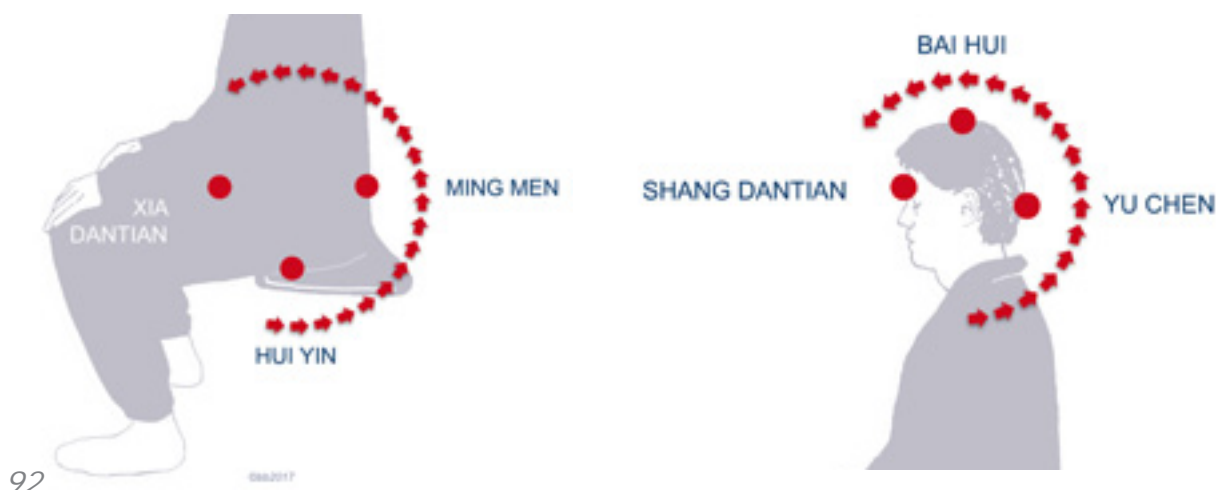 BAI HUI
MING MEN
SHANG DANTIAN
YU CHEN
XIA
DANTIAN
HUI YIN
92